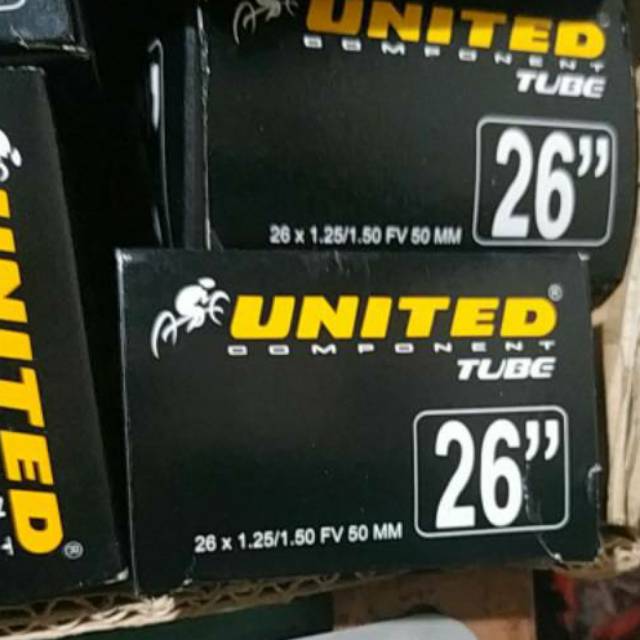 UNITED
COMPONENT
TUBE
26”
26 x 1.25/1.50 FV 50 MM
UNITED®
COMPONENT
TUBE
26”
26 x 1.25/1.50 FV 50 MM
UNITED
®